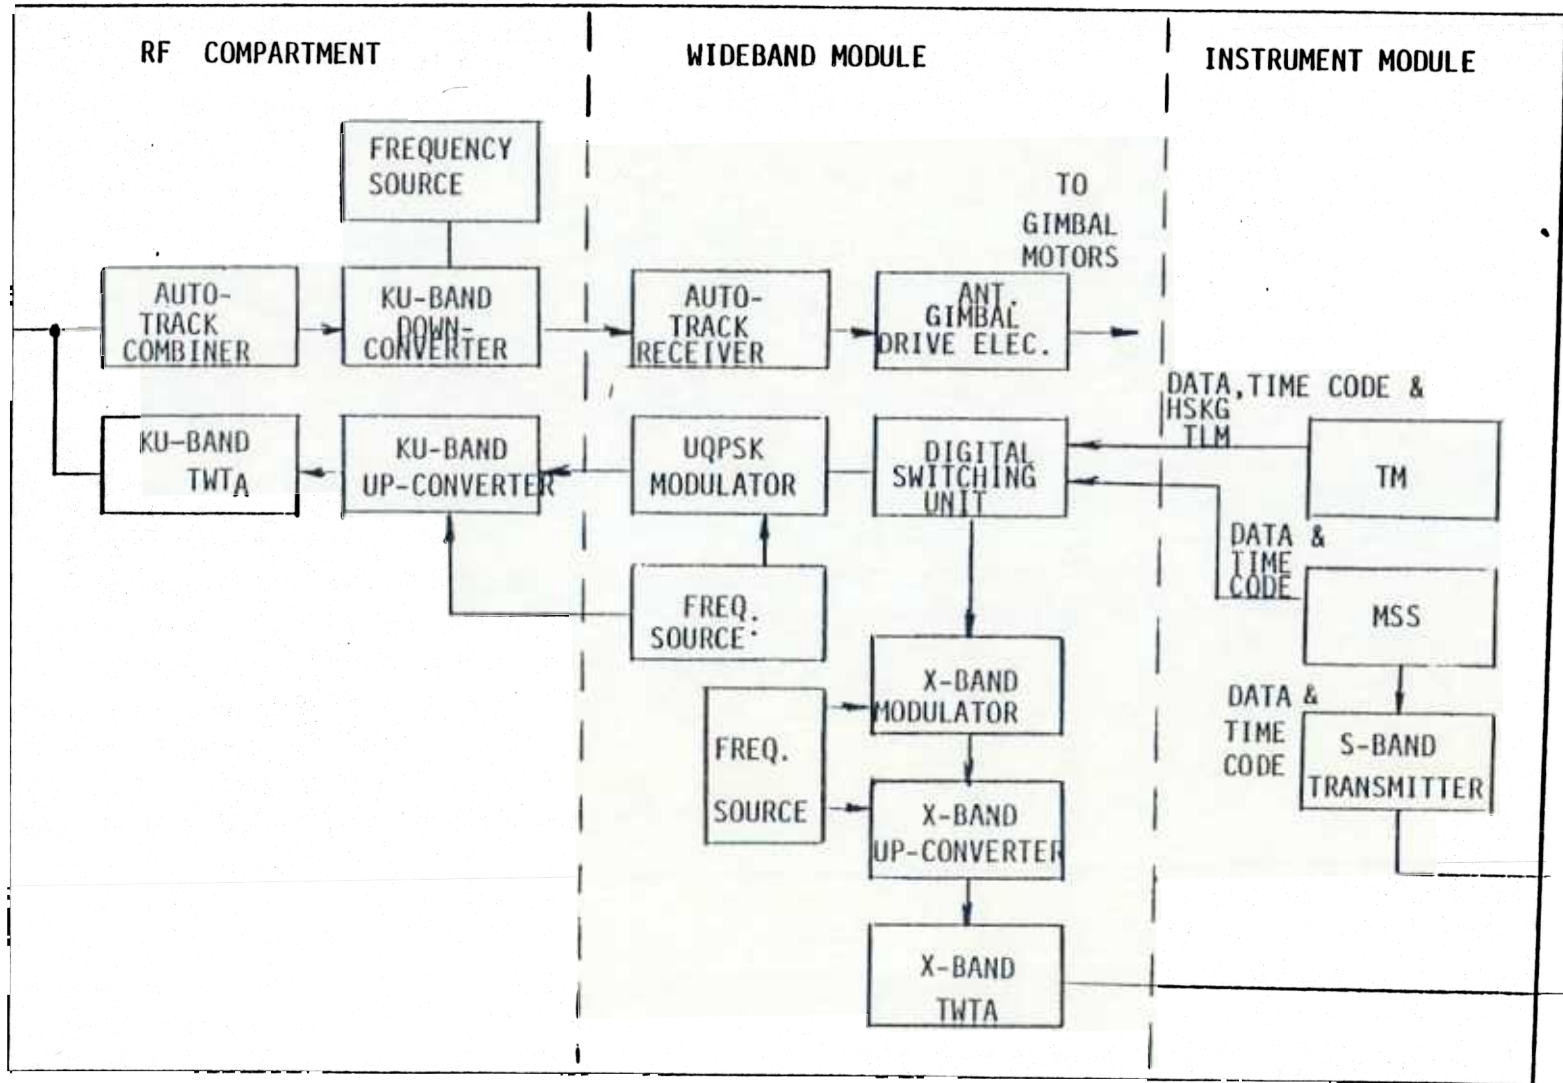 RF COMPARTMENT
WIDEBAND MODULE
INSTRUMENT MODULE
FREQUENCY
SOURCE
TO
GIMBAL
MOTORS
AUTO-
TRACK
COMBINER
KU-BAND
DOWN-
CONVERTER
AUTO-
TRACK
RECEIVER
ANT.
GIMBAL
DRIVE ELEC.
DATA, TIME CODE &
HSKG
TLM
KU-BAND
TWTA
KU-BAND
UP-CONVERTER
UQPSK
MODULATOR
DIGITAL
SWITCHING
UNIT
TM
DATA &
TIME
CODE
FREQ.
SOURCE
MSS
X-BAND
MODULATOR
DATA &
TIME
CODE
S-BAND
TRANSMITTER
FREQ.
SOURCE
X-BAND
UP-CONVERTER
X-BAND
TWTA